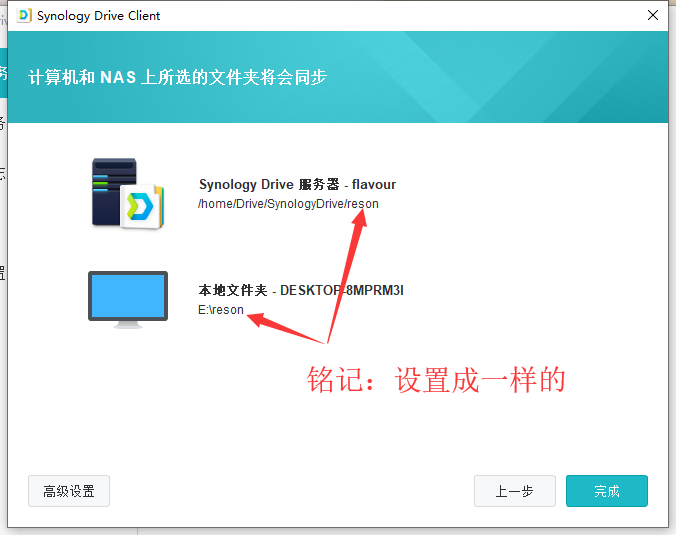 Synology Drive Client
计算机和 NAS 上所选的文件夹将会同步
Synology Drive 服务器 - flavour
/home/Drive/SynologyDrive/reson
本地文件夹 - DESKTOP-8MPRM3I
E:\reson
铭记：设置成一样的
高级设置
上一步
完成